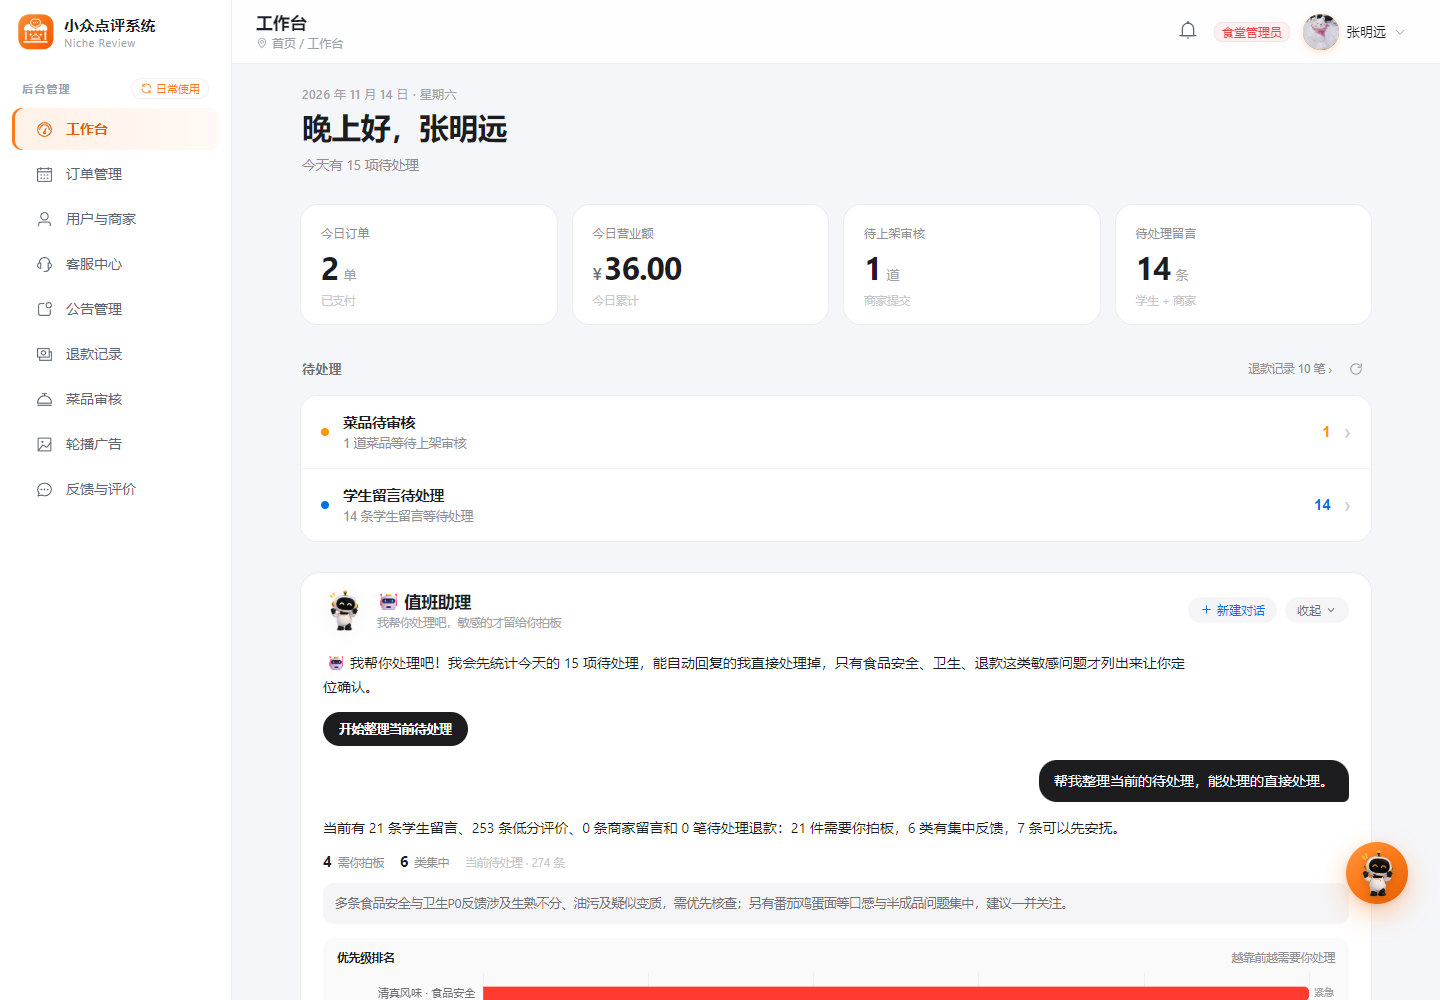 小众点评系统
Niche Review
后台管理
日常使用
工作台
订单管理
用户与商家
客服中心
公告管理
退款记录
菜品审核
轮播广告
反馈与评价
工作台
首页 / 工作台
食堂管理员
张明远
2026 年 11 月 14 日 · 星期六
晚上好，张明远
今天有 15 项待处理
今日订单
2 单
已支付
今日营业额
¥36.00
今日累计
待上架审核
1 道
商家提交
待处理留言
14 条
学生 + 商家
待处理
退款记录 10 笔 ›
菜品待审核
1 道菜品等待上架审核
1
学生留言待处理
14 条学生留言等待处理
14
值班助理
我帮你处理吧，敏感的才留给你拍板
+ 新建对话
收起
我帮你处理吧！我会先统计今天的 15 项待处理，能自动回复的我直接处理掉，只有食品安全、卫生、退款这类敏感问题才列出来让你定
位确认。
开始整理当前待处理
帮我整理当前的待处理，能处理的直接处理。
当前有 21 条学生留言、253 条低分评价、0 条商家留言和 0 笔待处理退款：21 件需要你拍板，6 类有集中反馈，7 条可以先安抚。
4 需你拍板 6 类集中 当前待处理 · 274 条
多条食品安全与卫生P0反馈涉及生熟不分、油污及疑似变质，需优先核查；另有番茄鸡蛋面等口感与半成品问题集中，建议一并关注。
优先级排名
越靠前越需要你处理
清真风味 · 食品安全
紧急